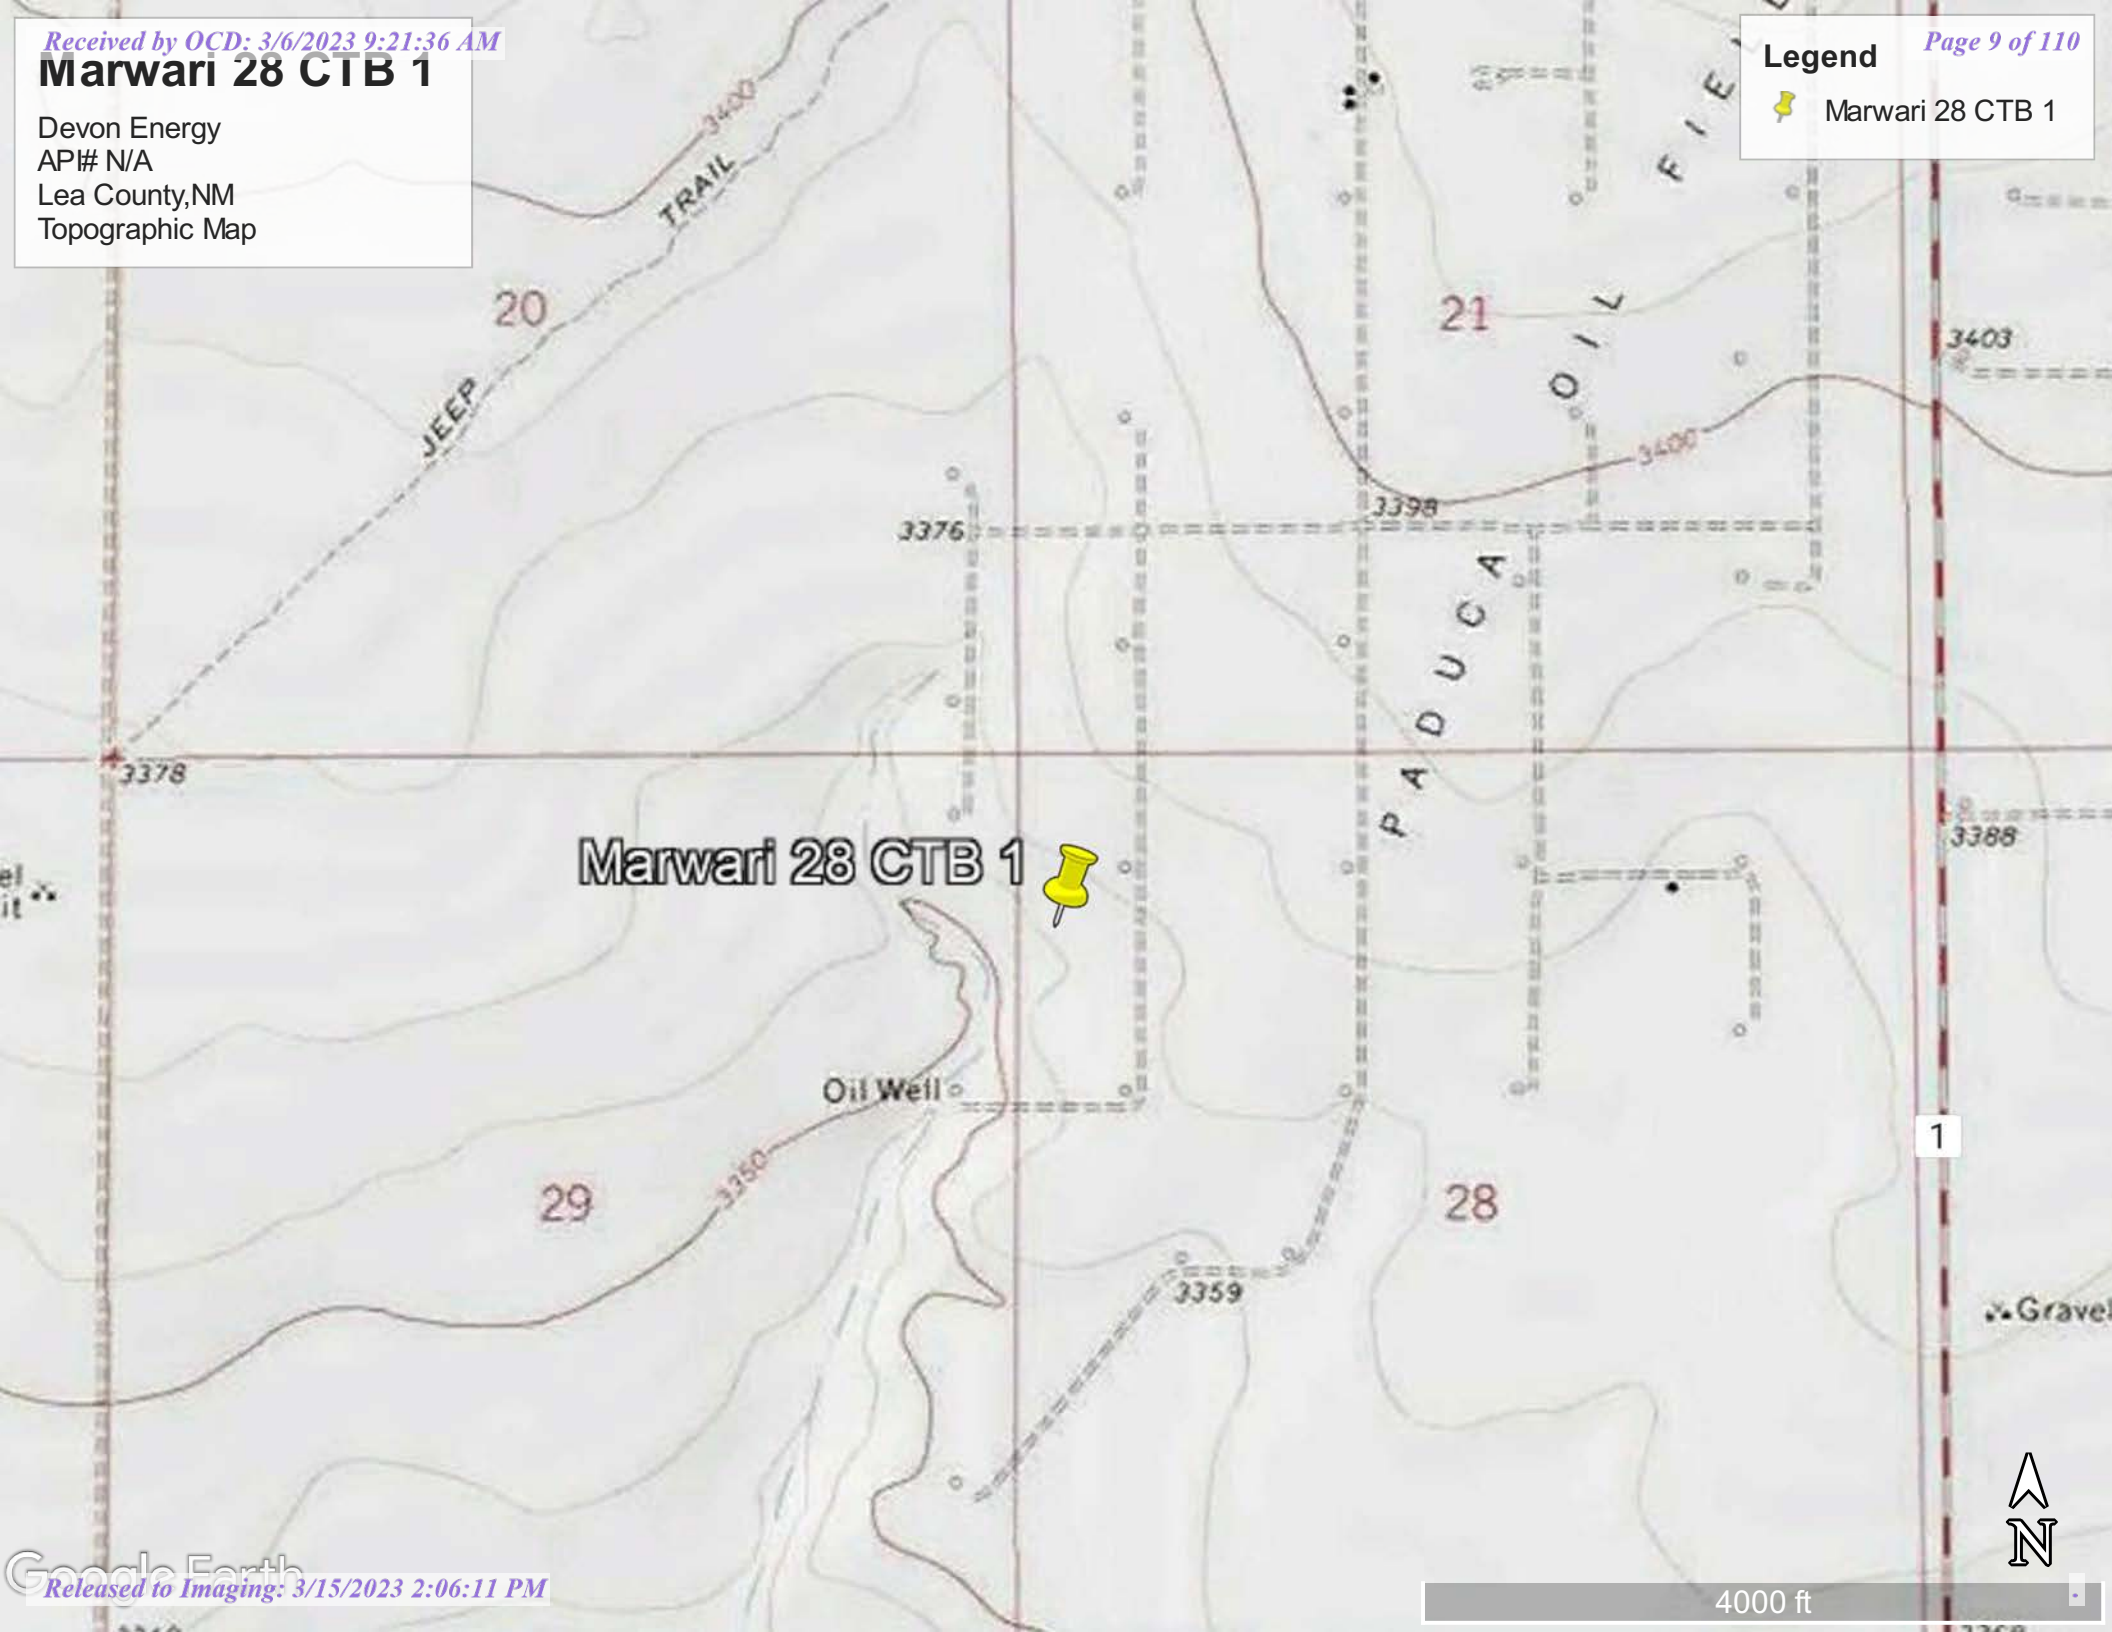 Received by OCD: 3/6/2023 9:21:36 AM
Page 9 of 110
Marwari 28 CTB 1
Devon Energy
API# N/A
Lea County,NM
Topographic Map
Legend
Marwari 28 CTB 1
3400
JEEP TRAIL
20
21
PADUCA OIL
3403
3400
3398
3376
3378
3388
Marwari 28 CTB 1
Oil Well
1
3350
29
28
3359
Gravel
N
Google Earth
Released to Imaging: 3/15/2023 2:06:11 PM
4000 ft